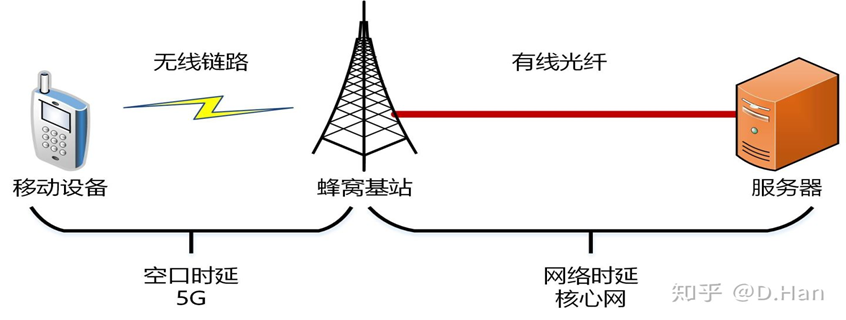 无线链路
有线光纤
移动设备
蜂窝基站
服务器
空口时延
5G
网络时延
核心网
知乎 @D.Han